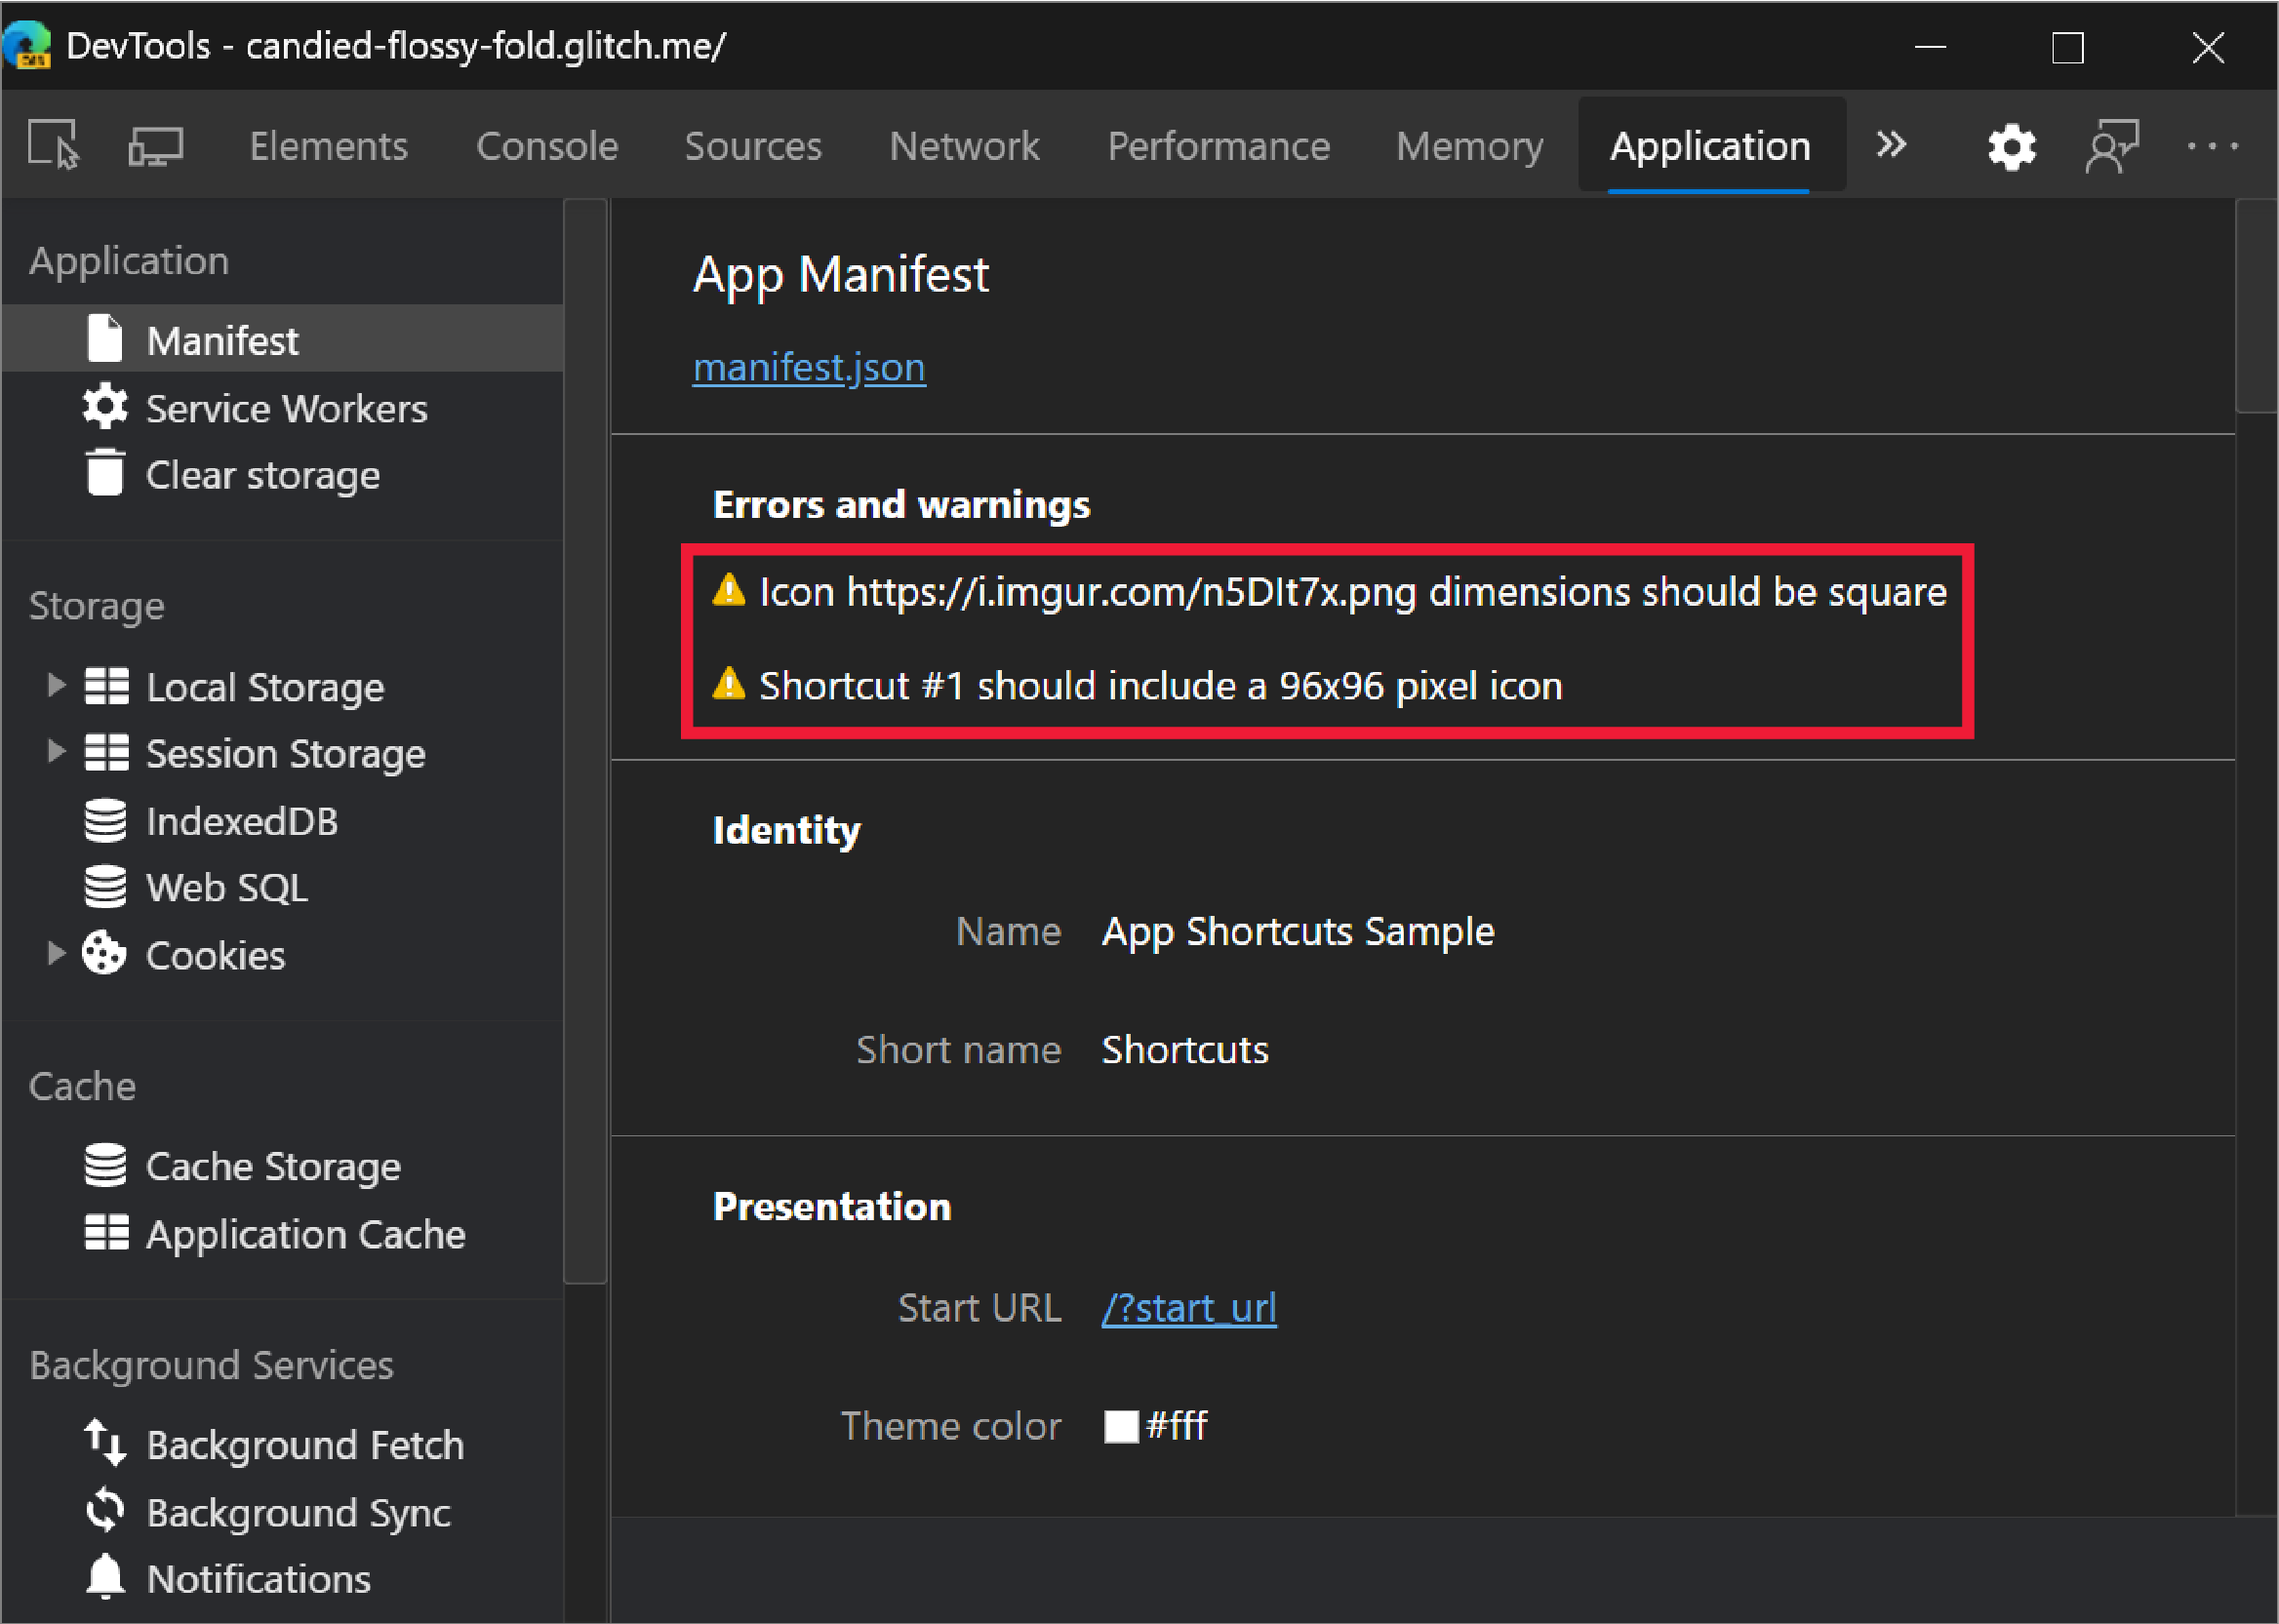 DevTools - candied-flossy-fold.glitch.me/
Elements Console Sources Network Performance Memory Application
Application
Manifest
Service Workers
Clear storage
Storage
Local Storage
Session Storage
IndexedDB
Web SQL
Cookies
Cache
Cache Storage
Application Cache
Background Services
Background Fetch
Background Sync
Notifications
App Manifest
manifest.json
Errors and warnings
Icon https://i.imgur.com/n5DIt7x.png dimensions should be square
Shortcut #1 should include a 96x96 pixel icon
Identity
Name App Shortcuts Sample
Short name Shortcuts
Presentation
Start URL /?start_url
Theme color #fff